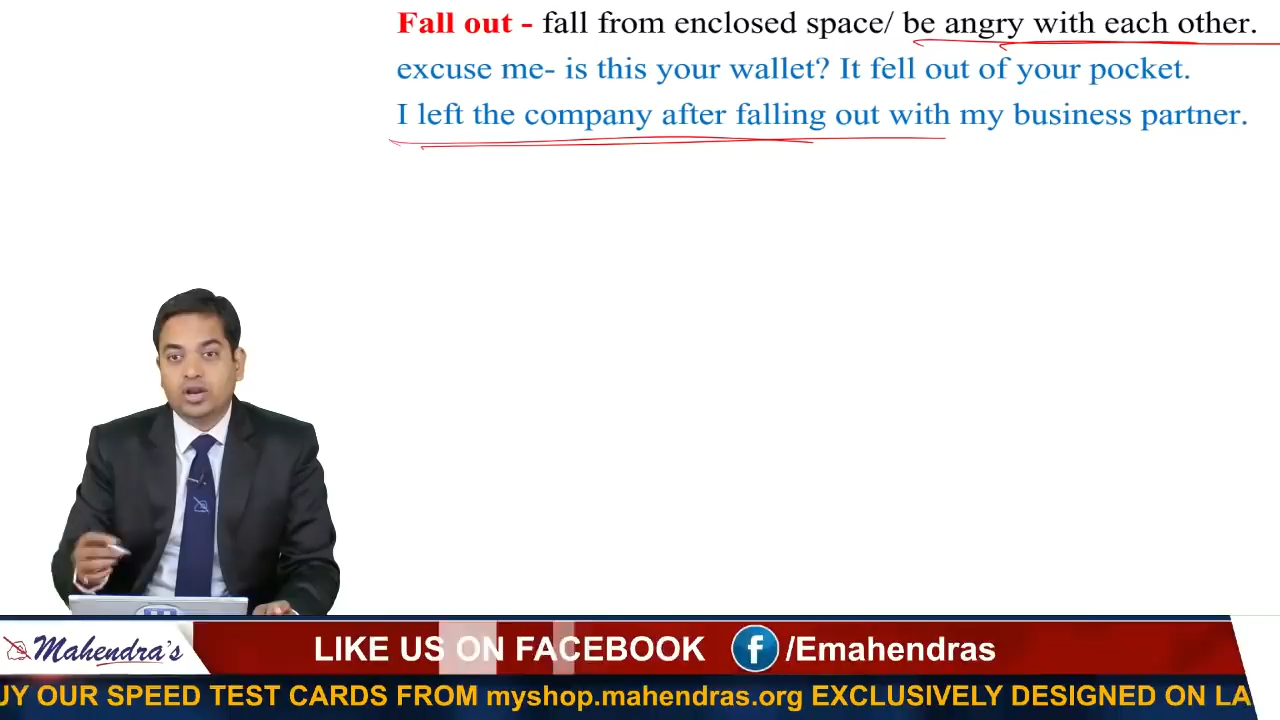 Fall out - fall from enclosed space/ be angry with each other.
excuse me- is this your wallet? It fell out of your pocket.
I left the company after falling out with my business partner.
Mahendra's
LIKE US ON FACEBOOK f /Emahendras
UY OUR SPEED TEST CARDS FROM myshop.mahendras.org EXCLUSIVELY DESIGNED ON LA